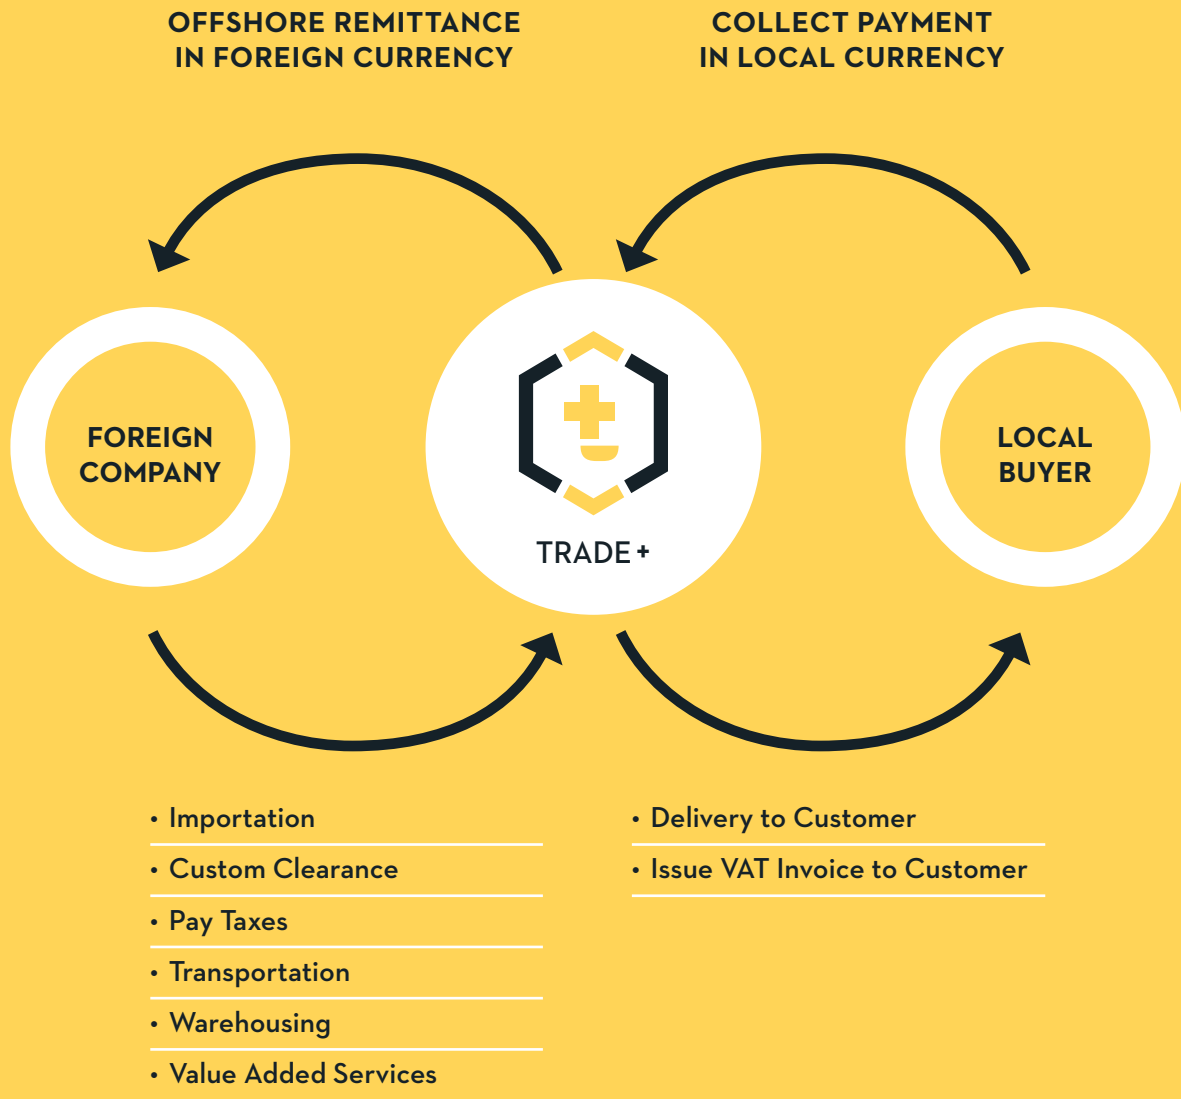 OFFSHORE REMITTANCE
IN FOREIGN CURRENCY
COLLECT PAYMENT
IN LOCAL CURRENCY
FOREIGN
COMPANY
TRADE+
LOCAL
BUYER
• Importation
• Custom Clearance
• Pay Taxes
• Transportation
• Warehousing
• Value Added Services
• Delivery to Customer
• Issue VAT Invoice to Customer